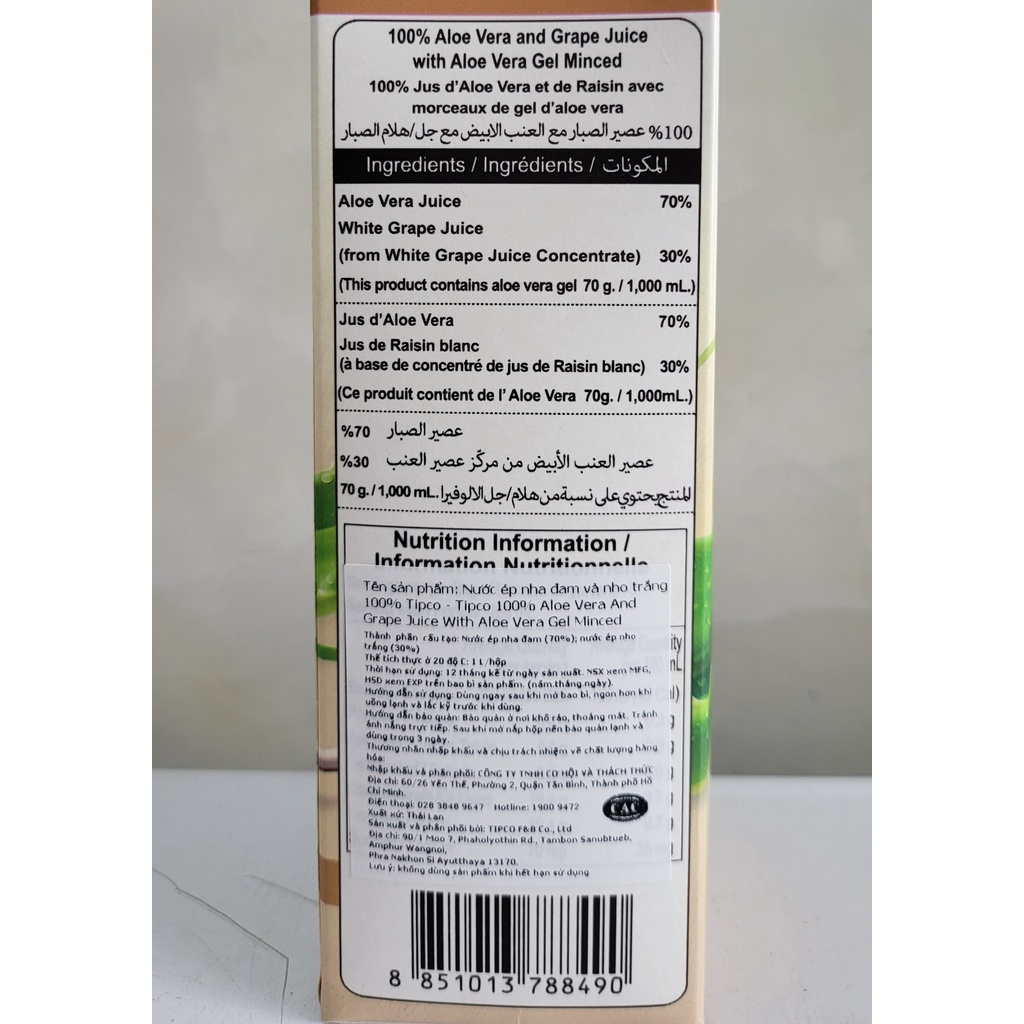 100% Aloe Vera and Grape Juice
with Aloe Vera Gel Minced
100% Jus d'Aloe Vera et de Raisin avec
morceaux de gel d'aloe vera
100% عصير الصبار مع العنب الابيض مع جل/هلام الصبار
Ingredients / Ingrédients / المكونات
Aloe Vera Juice 70%
White Grape Juice
(from White Grape Juice Concentrate) 30%
(This product contains aloe vera gel 70 g. / 1,000 mL.)
Jus d'Aloe Vera 70%
Jus de Raisin blanc
(à base de concentré de jus de Raisin blanc) 30%
(Ce produit contient de l' Aloe Vera 70g. / 1,000mL.)
عصير الصبار 70%
عصير العنب الأبيض من مركّز عصير العنب 30%
المنتج يحتوي على نسبة من هلام/جل الالوفيرا. 70 g. / 1,000 mL
Nutrition Information /
Information Nutritionnelle
Tên sản phẩm: Nước ép nha đam và nho trắng
100% Tipco - Tipco 100% Aloe Vera And
Grape Juice With Aloe Vera Gel Minced
Thành phần cấu tạo: Nước ép nha đam (70%); nước ép nho
trắng (30%)
Thể tích thực ở 20 độ C: 1 L/hộp
Thời hạn sử dụng: 12 tháng kể từ ngày sản xuất. NSX xem MFG,
HSD xem EXP trên bao bì sản phẩm. (năm.tháng.ngày).
Hướng dẫn sử dụng: Dùng ngay sau khi mở bao bì, ngon hơn khi
uống lạnh và lắc kỹ trước khi dùng.
Hướng dẫn bảo quản: Bảo quản ở nơi khô ráo, thoáng mát. Tránh
ánh nắng trực tiếp. Sau khi mở nắp hộp nên bảo quản lạnh và
dùng trong 3 ngày.
Thương nhân nhập khẩu và chịu trách nhiệm về chất lượng hàng
hóa:
Nhập khẩu và phân phối: CÔNG TY TNHH CƠ HỘI VÀ THÁCH THỨC
Địa chỉ: 60/26 Yên Thế, Phường 2, Quận Tân Bình, Thành phố Hồ
Chí Minh.
Điện thoại: 028 3848 9647 Hotline: 1900 9472
CAC
Xuất xứ: Thái Lan
Sản xuất và phân phối bởi: TIPCO F&B Co., Ltd
Địa chỉ: 90/1 Moo 7, Phaholyothin Rd., Tambon Sanubtueb,
Amphur Wangnoi,
Phra Nakhon Si Ayutthaya 13170.
Lưu ý: không dùng sản phẩm khi hết hạn sử dụng
8 851013 788490